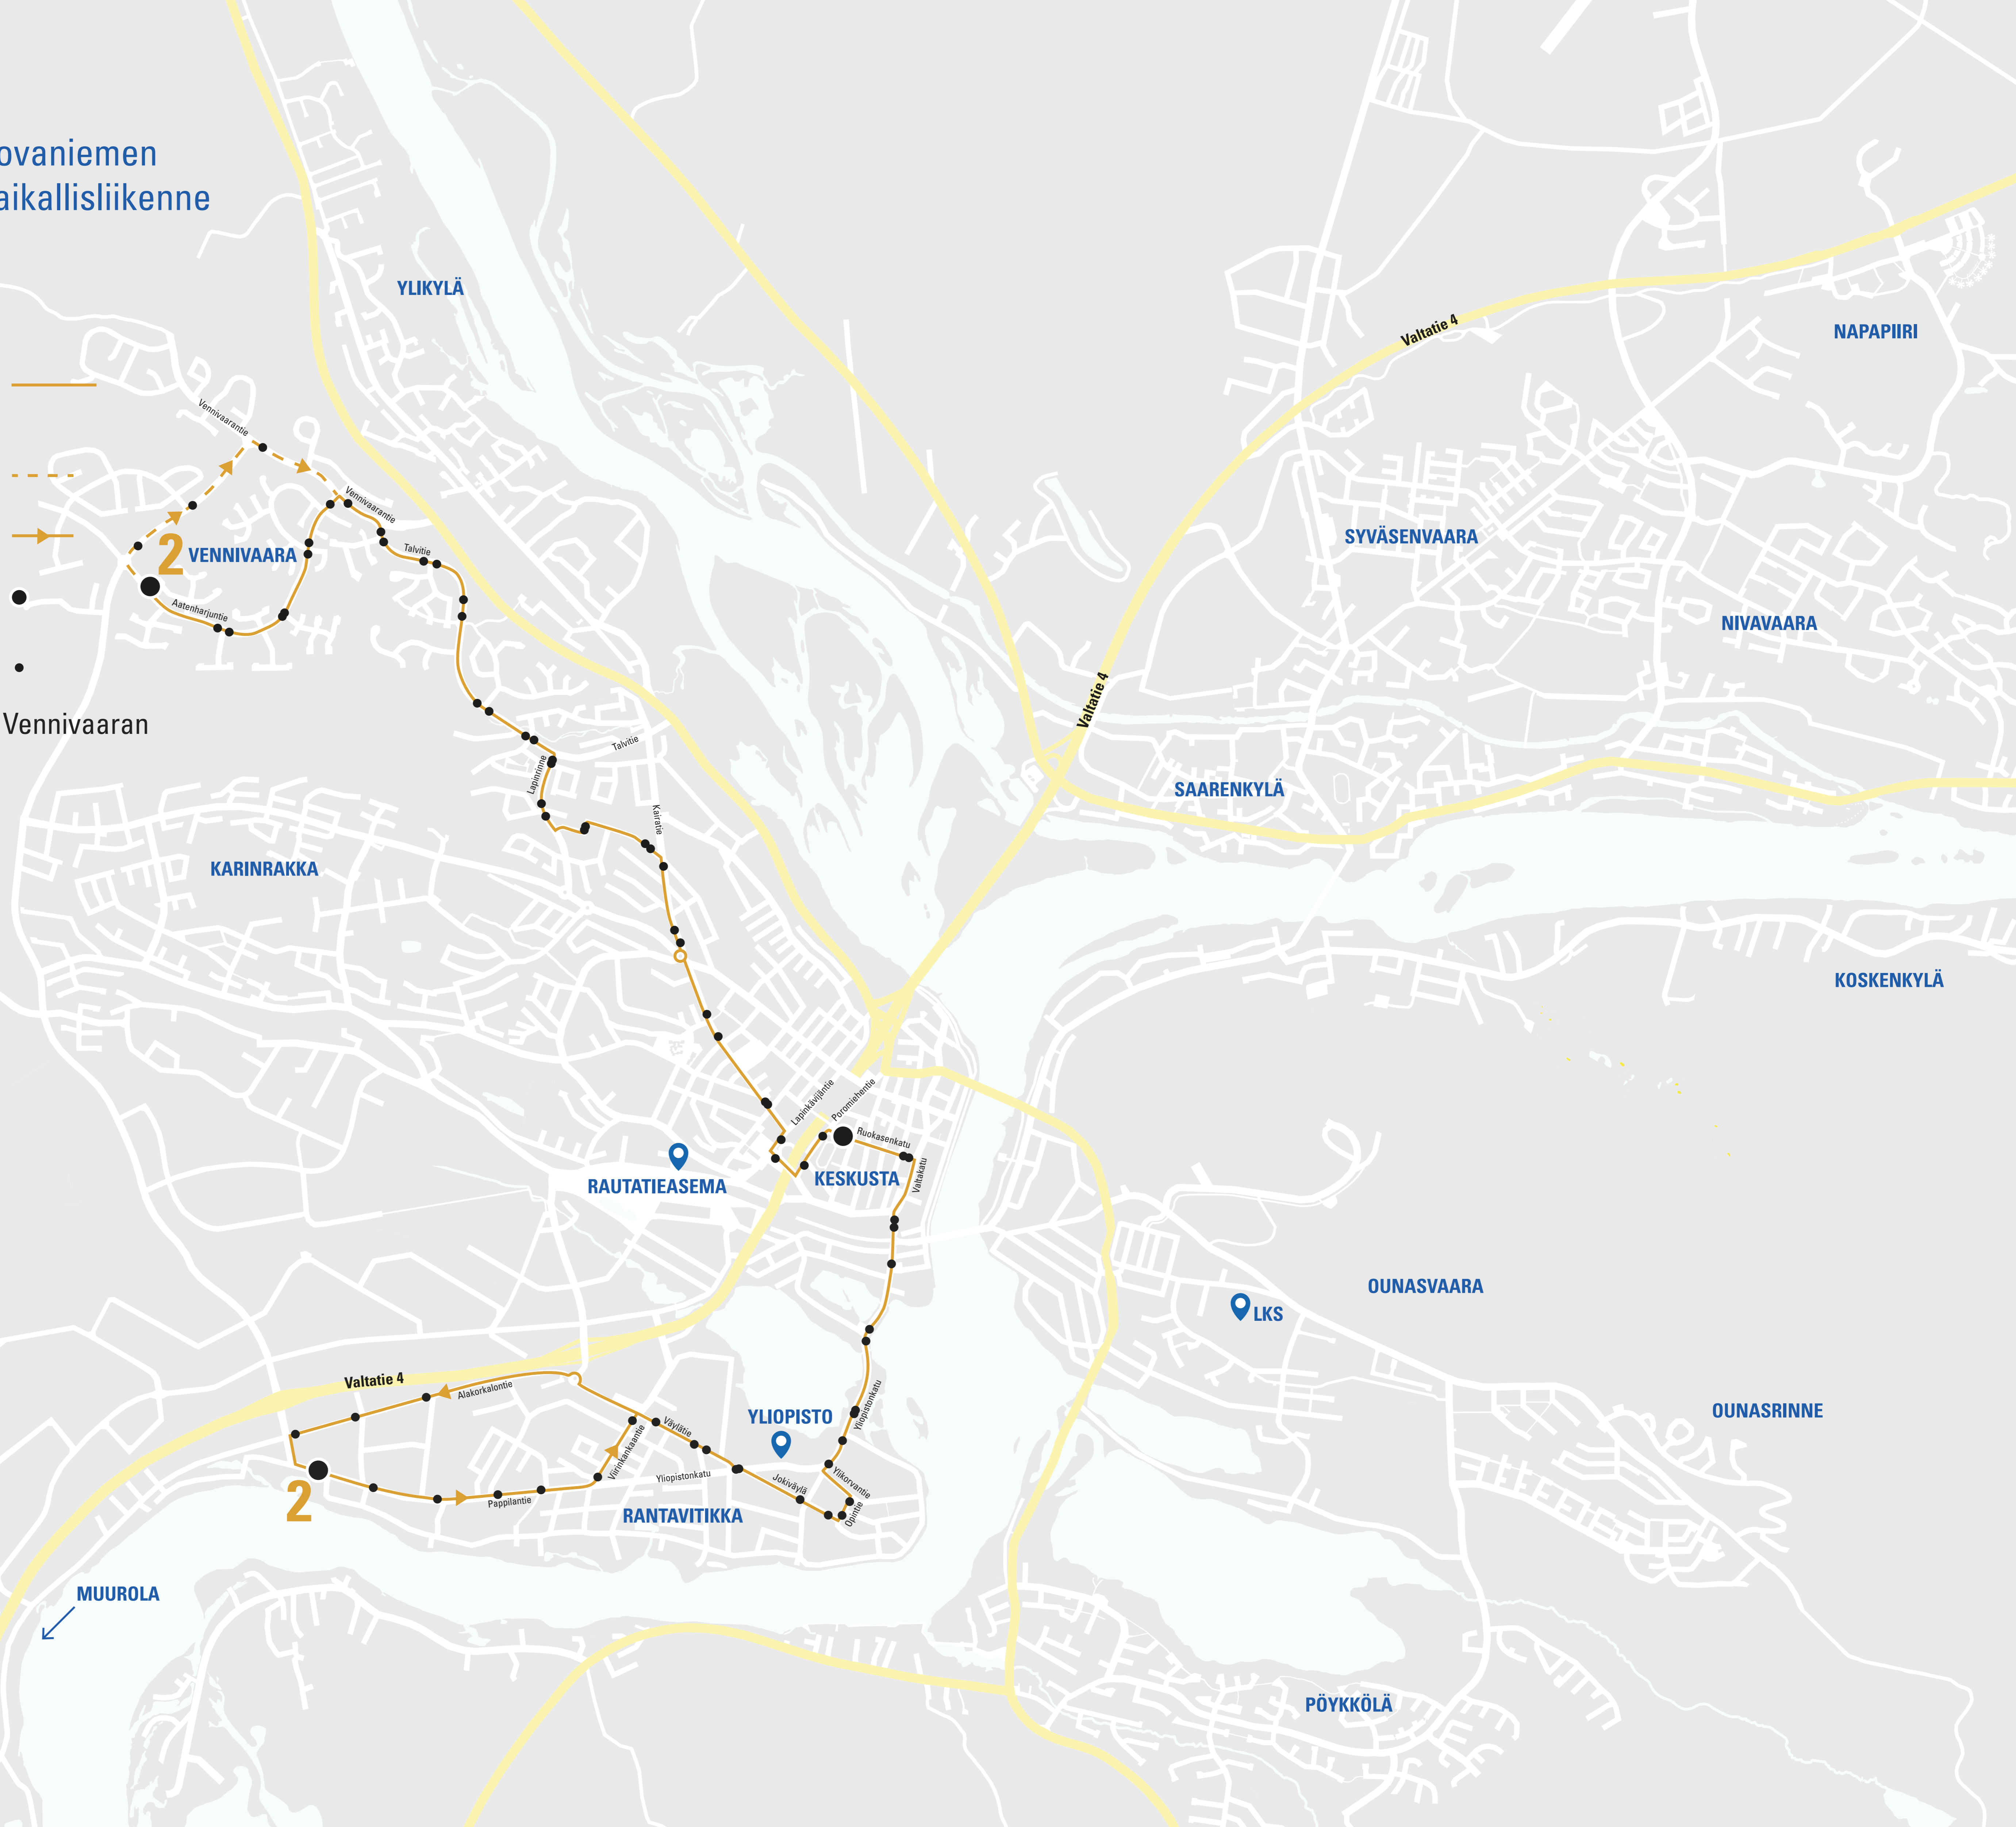 ovaniemen
aikallisliikenne
YLIKYLÄ
Valtatie 4
NAPAPIIRI
Vennivaarantie
Vennivaarantie
SYVÄSENVAARA
Talvitie
2
VENNIVAARA
Aatenharjuntie
NIVAVAARA
Valtatie 4
Vennivaaran
Talvitie
Lapinrinne
SAARENKYLÄ
Kairatie
KARINRAKKA
KOSKENKYLÄ
Lapinkävijäntie
Poromiehentie
Ruokasenkatu
Valtakatu
KESKUSTA
RAUTATIEASEMA
OUNASVAARA
LKS
Valtatie 4
Alakorkalontie
OUNASRINNE
YLIOPISTO
Yliopistonkatu
Väylätie
Viirinkankaantie
Yliopistonkatu
Jokiväylä
Ylikorvantie
Opintie
Pappilantie
2
RANTAVITIKKA
MUUROLA
PÖYKKÖLÄ